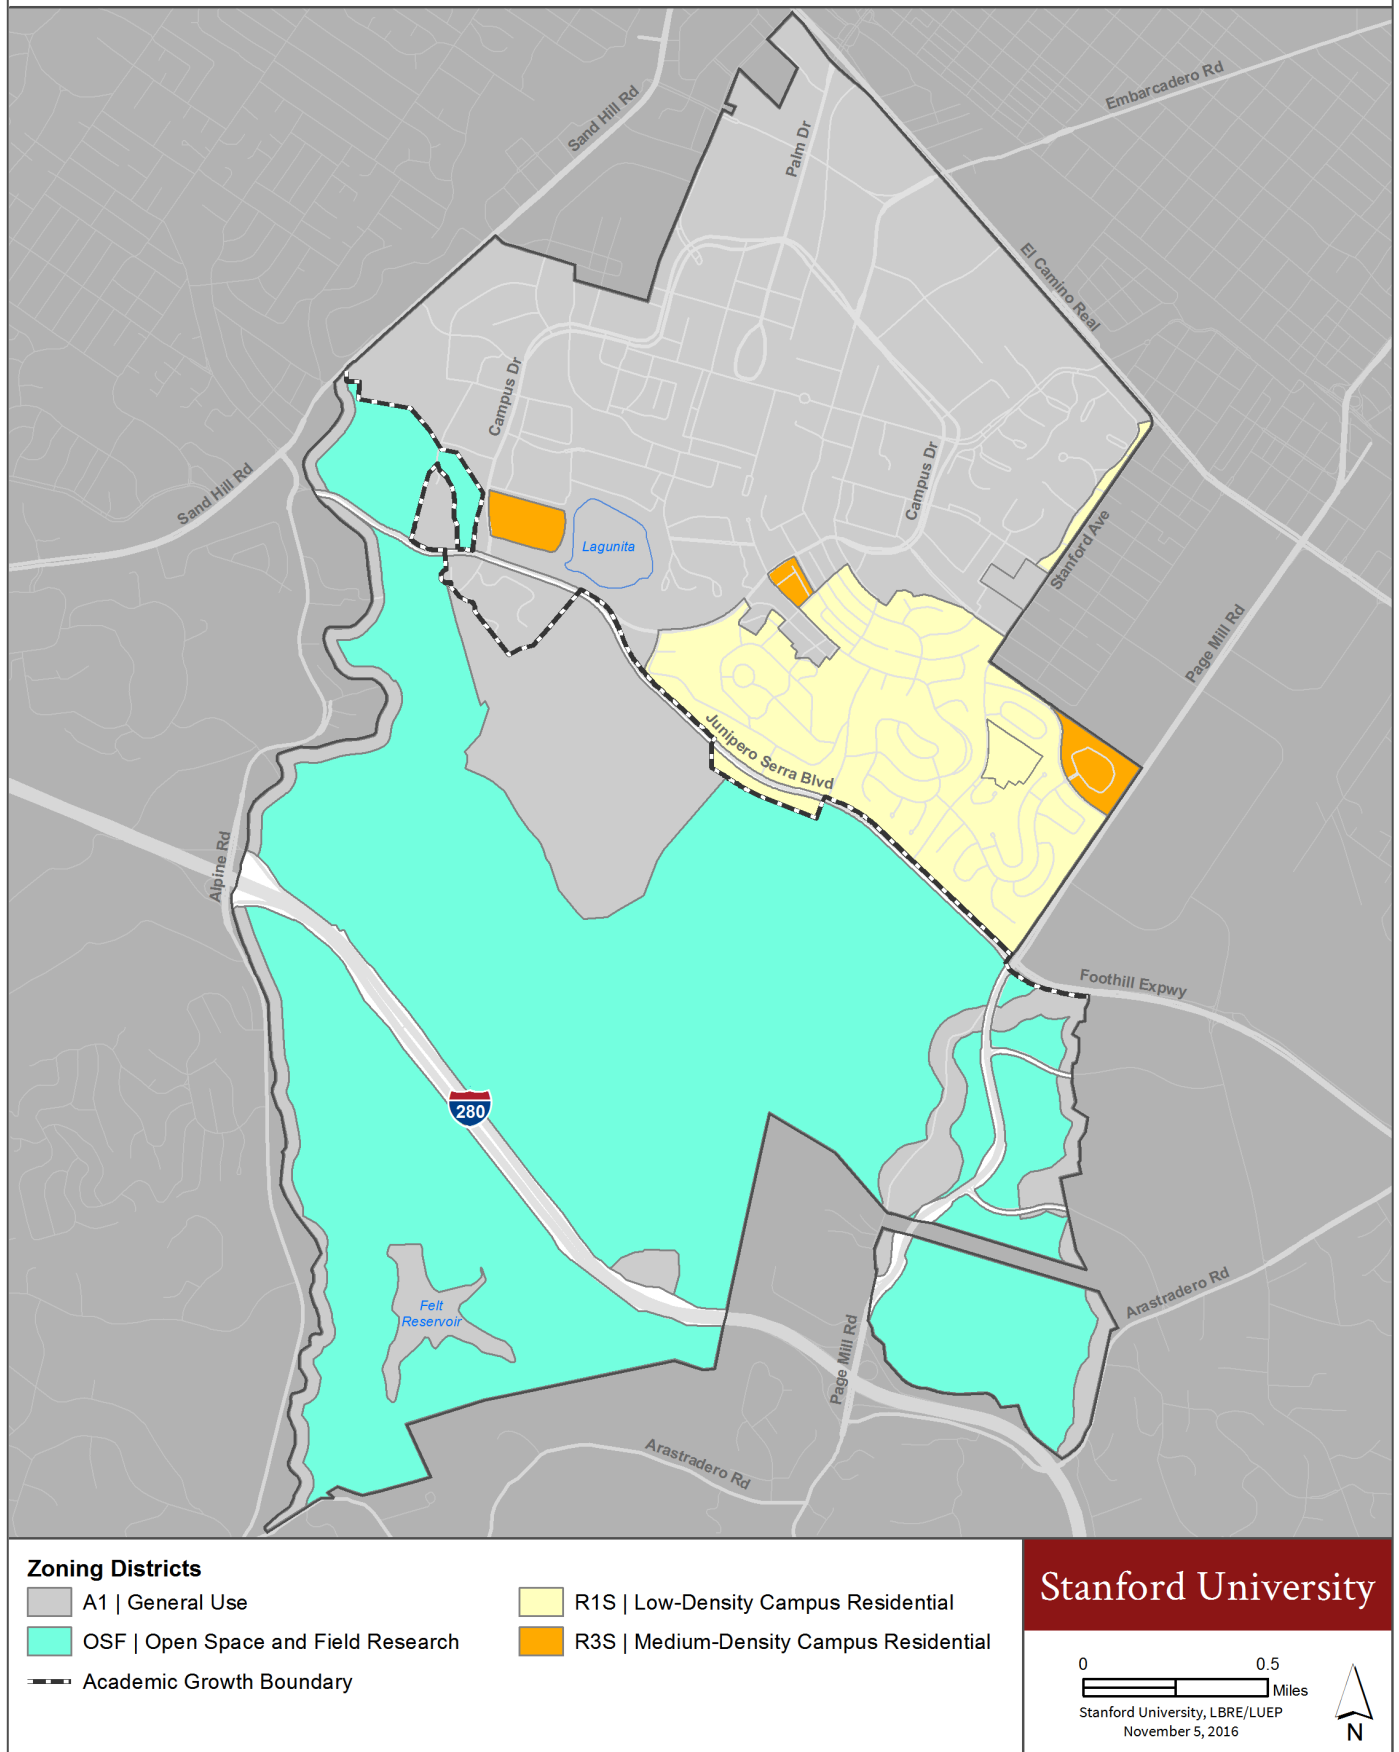 Embarcadero Rd
Sand Hill Rd
Palm Dr
El Camino Real
Campus Dr
Campus Dr
Sand Hill Rd
Lagunita
Stanford Ave
Page Mill Rd
Junipero Serra Blvd
Alpine Rd
Foothill Expwy
280
Felt
Reservoir
Arastradero Rd
Page Mill Rd
Arastradero Rd
Zoning Districts
A1 | General Use
OSF | Open Space and Field Research
Academic Growth Boundary
R1S | Low-Density Campus Residential
R3S | Medium-Density Campus Residential
Stanford University
0 0.5
Miles
Stanford University, LBRE/LUEP
November 5, 2016
N